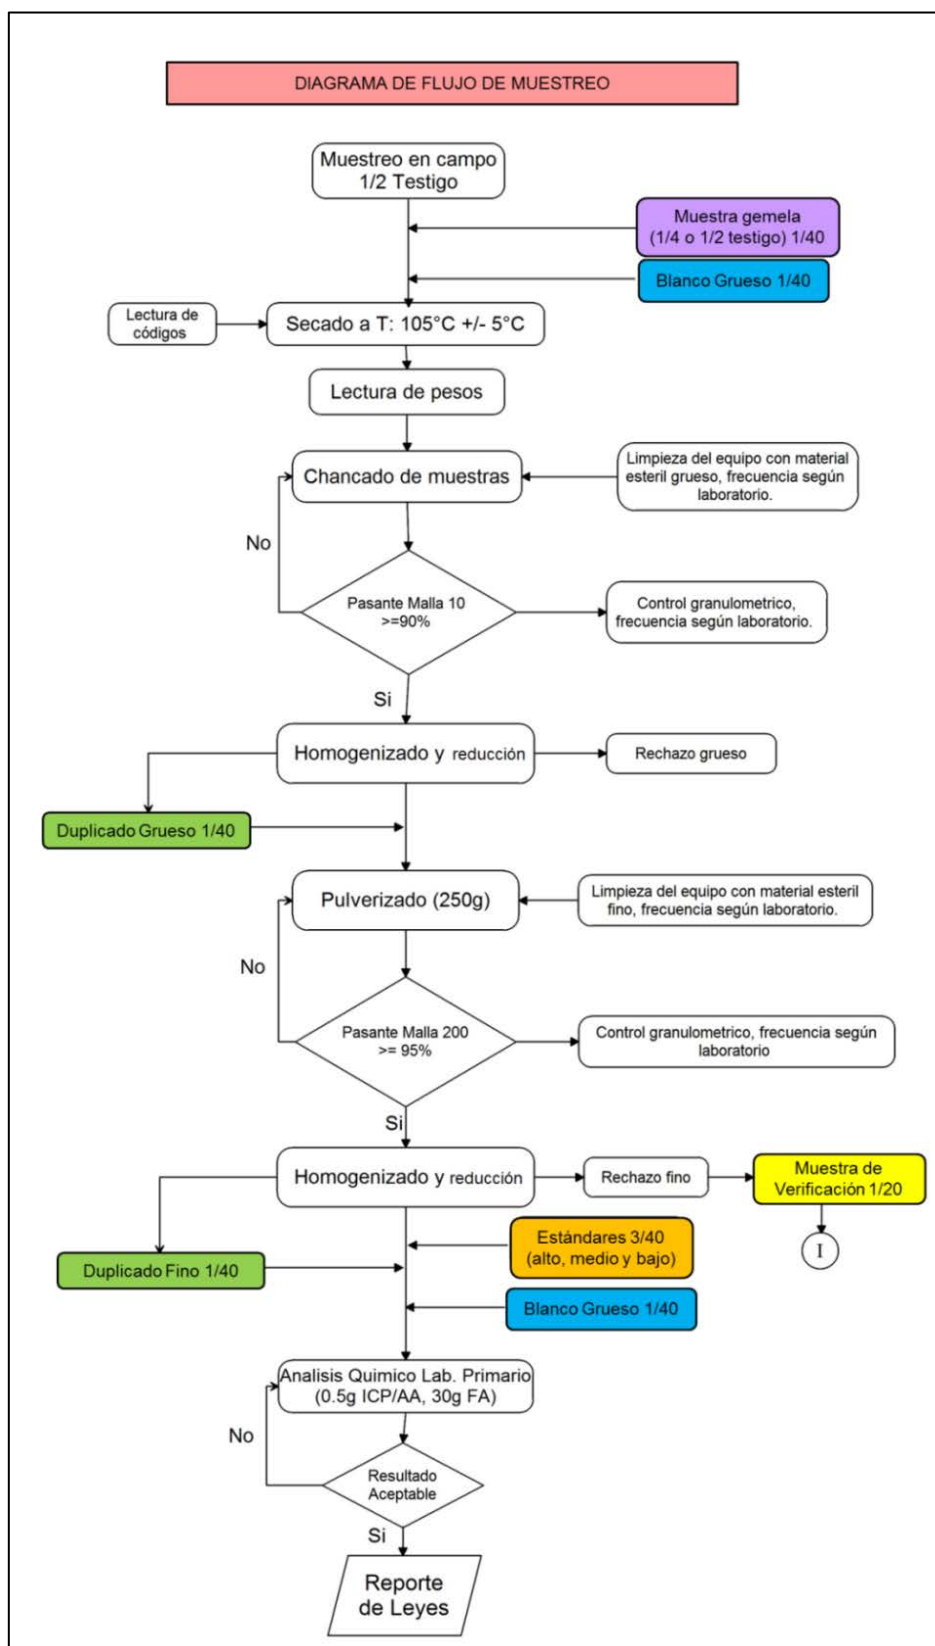 DIAGRAMA DE FLUJO DE MUESTREO
Muestreo en campo
1/2 Testigo
Muestra gemela
(1/4 o 1/2 testigo) 1/40
Blanco Grueso 1/40
Lectura de
códigos
Secado a T: 105°C +/- 5°C
Lectura de pesos
Chancado de muestras
Limpieza del equipo con material
esteril grueso, frecuencia según
laboratorio.
No
Pasante Malla 10
>=90%
Control granulometrico,
frecuencia según laboratorio.
Si
Homogenizado y reducción
Rechazo grueso
Duplicado Grueso 1/40
Pulverizado (250g)
Limpieza del equipo con material esteril
fino, frecuencia según laboratorio.
No
Pasante Malla 200
>= 95%
Control granulometrico, frecuencia según
laboratorio
Si
Homogenizado y reducción
Rechazo fino
Muestra de
Verificación 1/20
I
Estándares 3/40
(alto, medio y bajo)
Duplicado Fino 1/40
Blanco Grueso 1/40
Analisis Quimico Lab. Primario
(0.5g ICP/AA, 30g FA)
No
Resultado
Aceptable
Si
Reporte
de Leyes